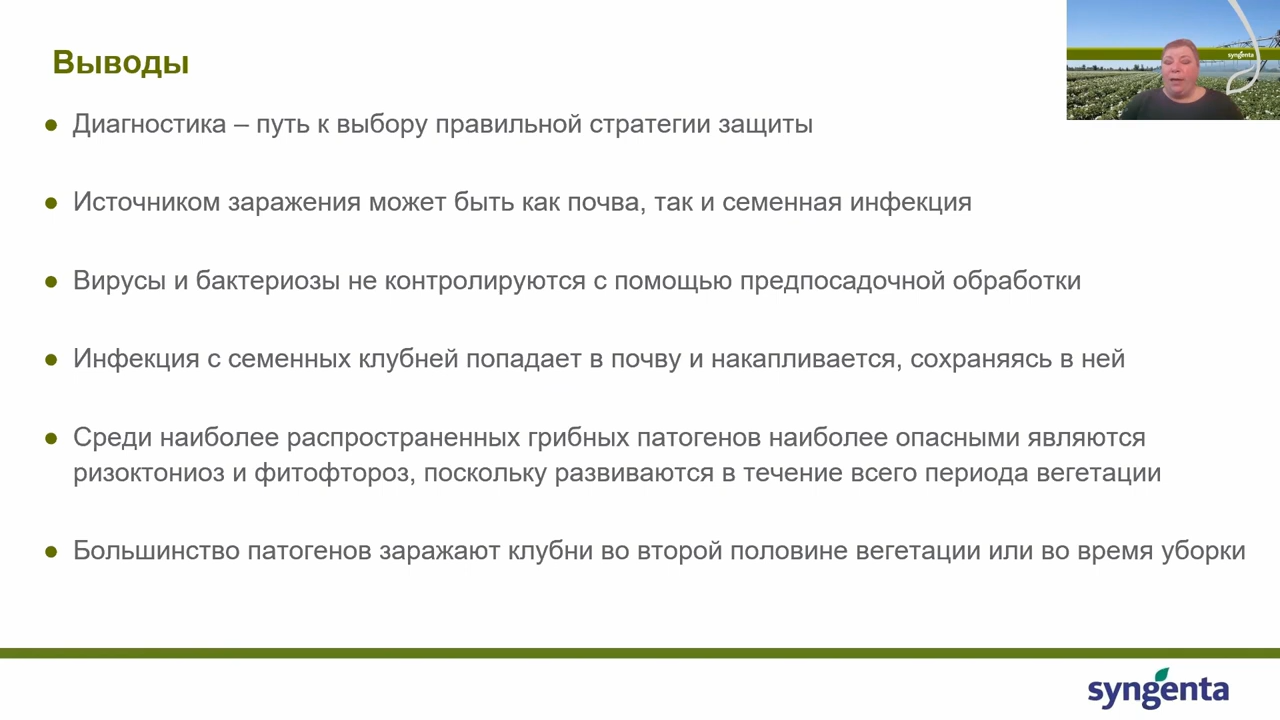 Выводы
Диагностика – путь к выбору правильной стратегии защиты
Источником заражения может быть как почва, так и семенная инфекция
Вирусы и бактериозы не контролируются с помощью предпосадочной обработки
Инфекция с семенных клубней попадает в почву и накапливается, сохраняясь в ней
Среди наиболее распространенных грибных патогенов наиболее опасными являются
ризоктониоз и фитофтороз, поскольку развиваются в течение всего периода вегетации
Большинство патогенов заражают клубни во второй половине вегетации или во время уборки
syngenta
syngenta